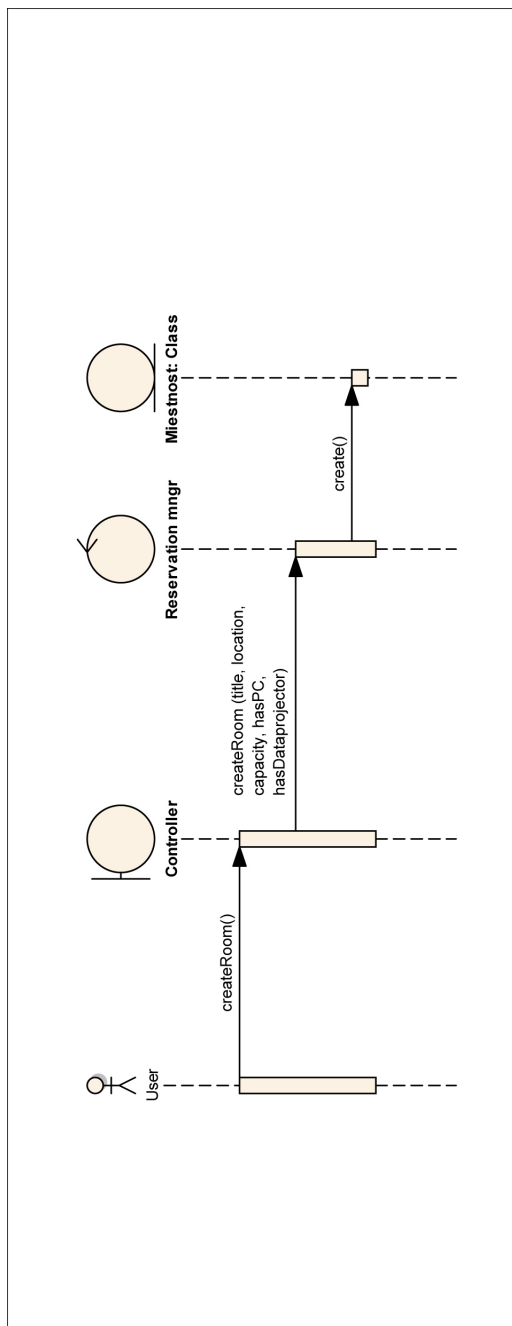 User
Controller
Reservation mngr
Miestnost: Class
createRoom()
createRoom (title, location,
capacity, hasPC,
hasDataprojector)
create()